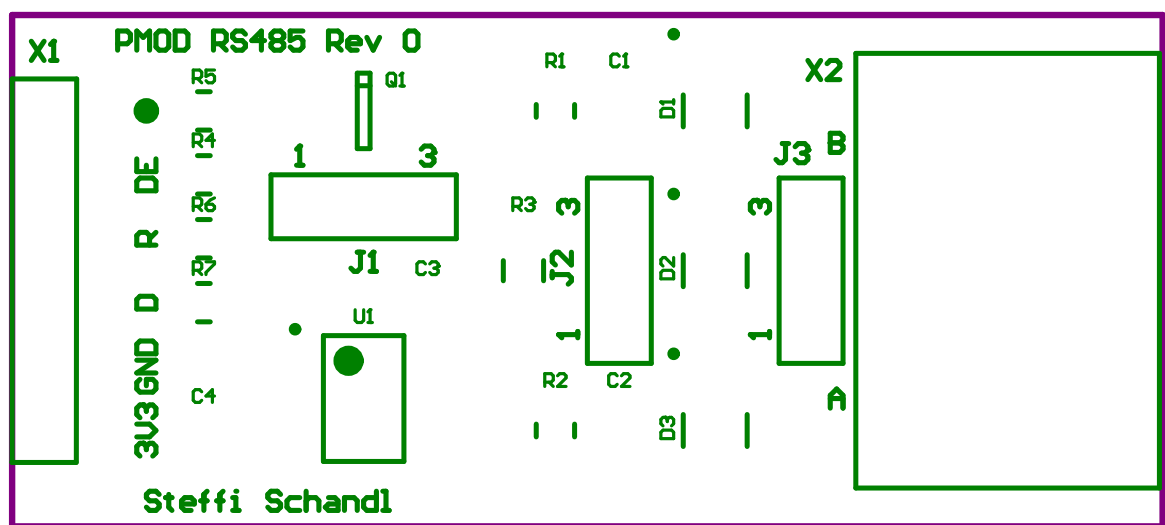 PMOD RS485 Rev 0
X1
R5
Q1
R1
C1
X2
D1
R4
B
J3
1
3
DE
R6
R3
3
3
R
J1
C3
R7
J2
D2
D
U1
1
1
GND
R2
C2
C4
A
3V3
D3
Steffi Schandl